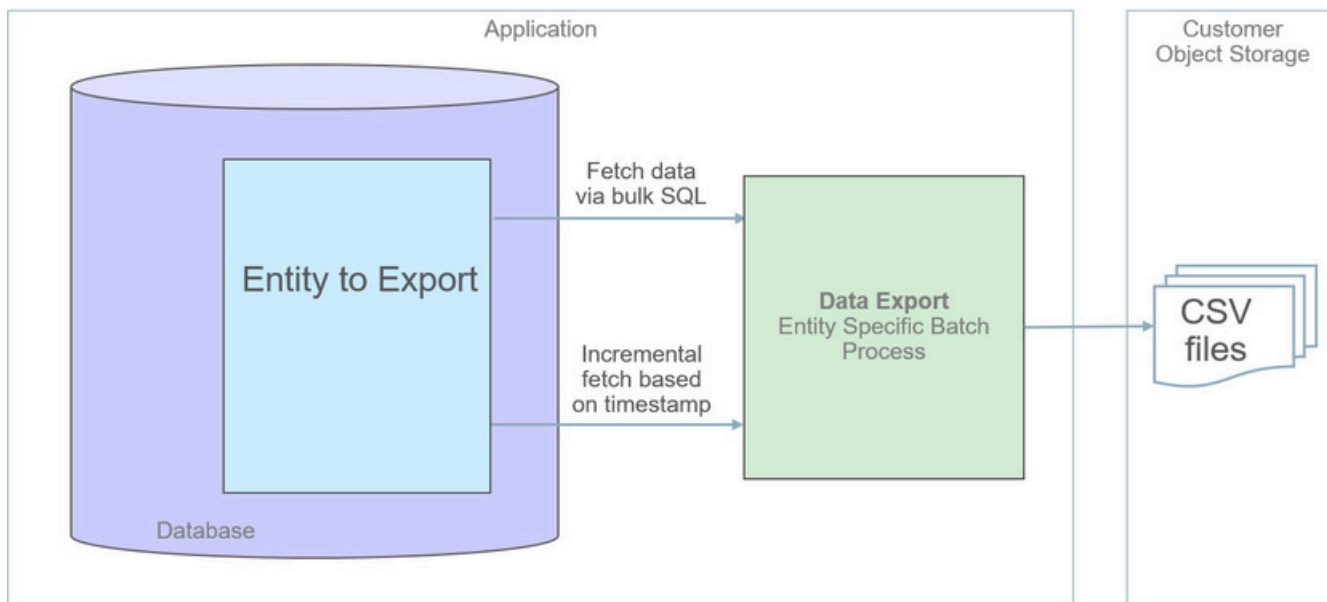 Application
Customer
Object Storage
Fetch data
via bulk SQL
Entity to Export
Data Export
Entity Specific Batch
Process
CSV
files
Incremental
fetch based
on timestamp
Database